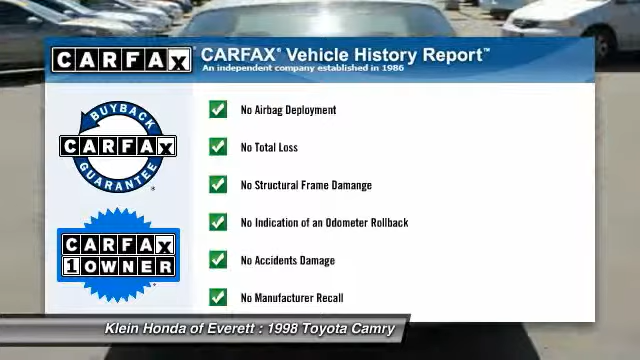 CARFAX
CARFAX® Vehicle History Report™
An independent company established in 1986
BUYBACK
CARFAX
GUARANTEE
CARFAX
1 OWNER
No Airbag Deployment
No Total Loss
No Structural Frame Damange
No Indication of an Odometer Rollback
No Accidents Damage
No Manufacturer Recall
Klein Honda of Everett : 1998 Toyota Camry